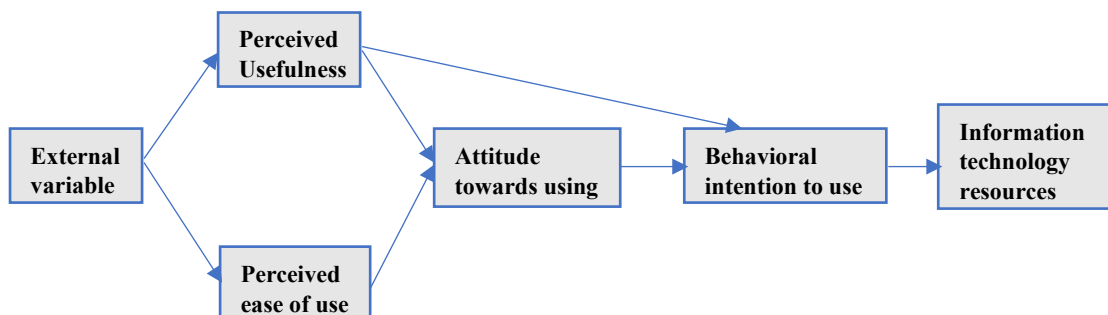 Perceived
Usefulness
External
variable
Attitude
towards using
Behavioral
intention to use
Information
technology
resources
Perceived
ease of use